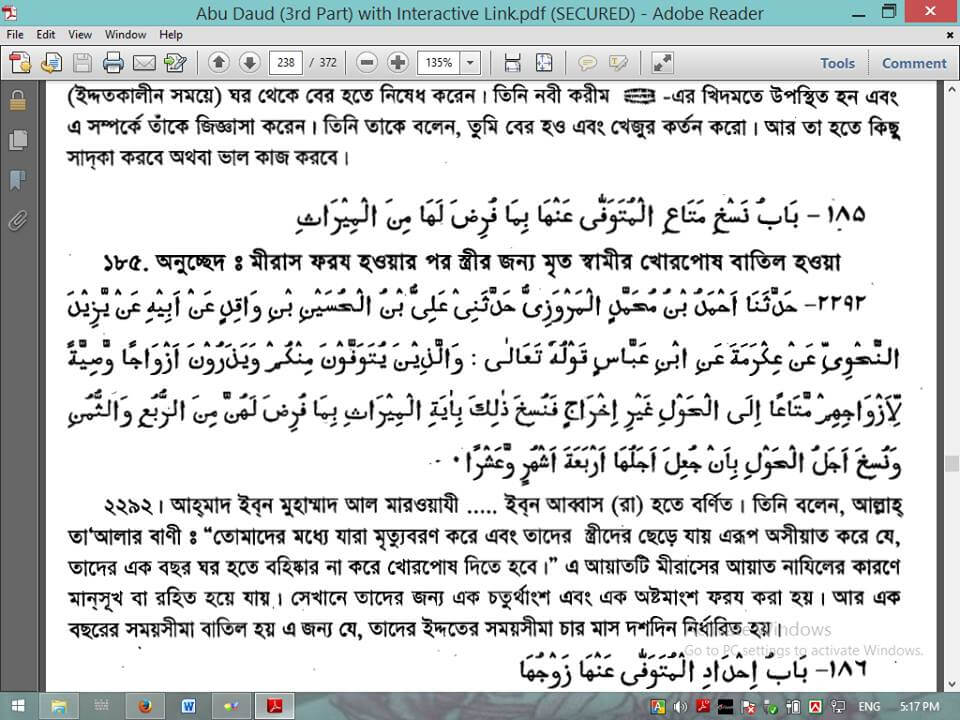 Abu Daud (3rd Part) with Interactive Link.pdf (SECURED) - Adobe Reader
File Edit View Window Help
238 / 372 135% Tools Comment
(ইদ্দতকালীন সময়ে) ঘর থেকে বের হতে নিষেধ করেন। তিনি নবী করীম -এর খিদমতে উপস্থিত হন এবং
এ সম্পর্কে তাঁকে জিজ্ঞাসা করেন। তিনি তাকে বলেন, তুমি বের হও এবং খেজুর কর্তন করো। আর তা হতে কিছু
সাদ্‌কা করবে অথবা ভাল কাজ করবে।
١٨٥ - بَابُ نَسْخِ مَتَاعِ الْمُتَوَفّٰى عَنْهَا بِمَا فُرِضَ لَهَا مِنَ الْمِيْرَاثِ
১৮৫. অনুচ্ছেদ ঃ মীরাস ফরয হওয়ার পর স্ত্রীর জন্য মৃত স্বামীর খোরপোষ বাতিল হওয়া
٢٢٩٢- حَدَّثَنَا اَحْمَدُ بْنُ مُحَمَّدٍ الْمَرْوَزِىُّ حَدَّثَنِىْ عَلِىُّ بْنُ الْحُسَيْنِ بْنِ وَاقِدٍ عَنْ اَبِيْهِ عَنْ يَّزِيْدَ
النَّحْوِىِّ عَنْ عِكْرِمَةَ عَنِ ابْنِ عَبَّاسٍ قَوْلُهُ تَعَالٰى : وَالَّذِيْنَ يُتَوَفَّوْنَ مِنْكُمْ وَيَذَرُوْنَ اَزْوَاجًا وَّصِيَّةً
لِّاَزْوَاجِهِمْ مَّتَاعًا اِلَى الْحَوْلِ غَيْرَ اِخْرَاجٍ فَنُسِخَ ذٰلِكَ بِاٰيَةِ الْمِيْرَاثِ بِمَا فُرِضَ لَهُنَّ مِنَ الرُّبُعِ وَالثُّمُنِ
وَنُسِخَ اَجَلُ الْحَوْلِ بِاَنْ جُعِلَ اَجَلُهَا اَرْبَعَةَ اَشْهُرٍ وَّعَشْرًا ٠
২২৯২। আহ্‌মাদ ইব্‌ন মুহাম্মাদ আল মারওয়াযী ..... ইব্‌ন আব্বাস (রা) হতে বর্ণিত। তিনি বলেন, আল্লাহ্
তা‘আলার বাণী ঃ “তোমাদের মধ্যে যারা মৃত্যুবরণ করে এবং তাদের স্ত্রীদের ছেড়ে যায় এরূপ অসীয়াত করে যে,
তাদের এক বছর ঘর হতে বহিষ্কার না করে খোরপোষ দিতে হবে।” এ আয়াতটি মীরাসের আয়াত নাযিলের কারণে
মান্‌সূখ বা রহিত হয়ে যায়। সেখানে তাদের জন্য এক চতুর্থাংশ এবং এক অষ্টমাংশ ফরয করা হয়। আর এক
বছরের সময়সীমা বাতিল হয় এ জন্য যে, তাদের ইদ্দতের সময়সীমা চার মাস দশদিন নির্ধারিত হয়।
Windows
Go to PC settings to activate Windows.
١٨٦- بَابُ اِحْدَادِ الْمُتَوَفّٰى عَنْهَا زَوْجُهَا
ENG 5:17 PM